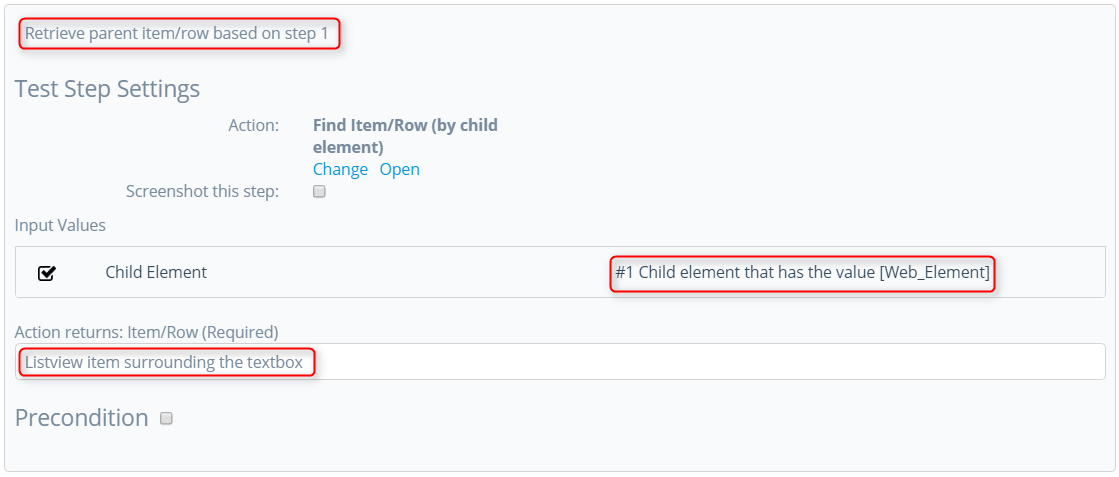 Retrieve parent item/row based on step 1
Test Step Settings
Action:
Find Item/Row (by child
element)
Change Open
Screenshot this step:
Input Values
Child Element
#1 Child element that has the value [Web_Element]
Action returns: Item/Row (Required)
Listview item surrounding the textbox
Precondition